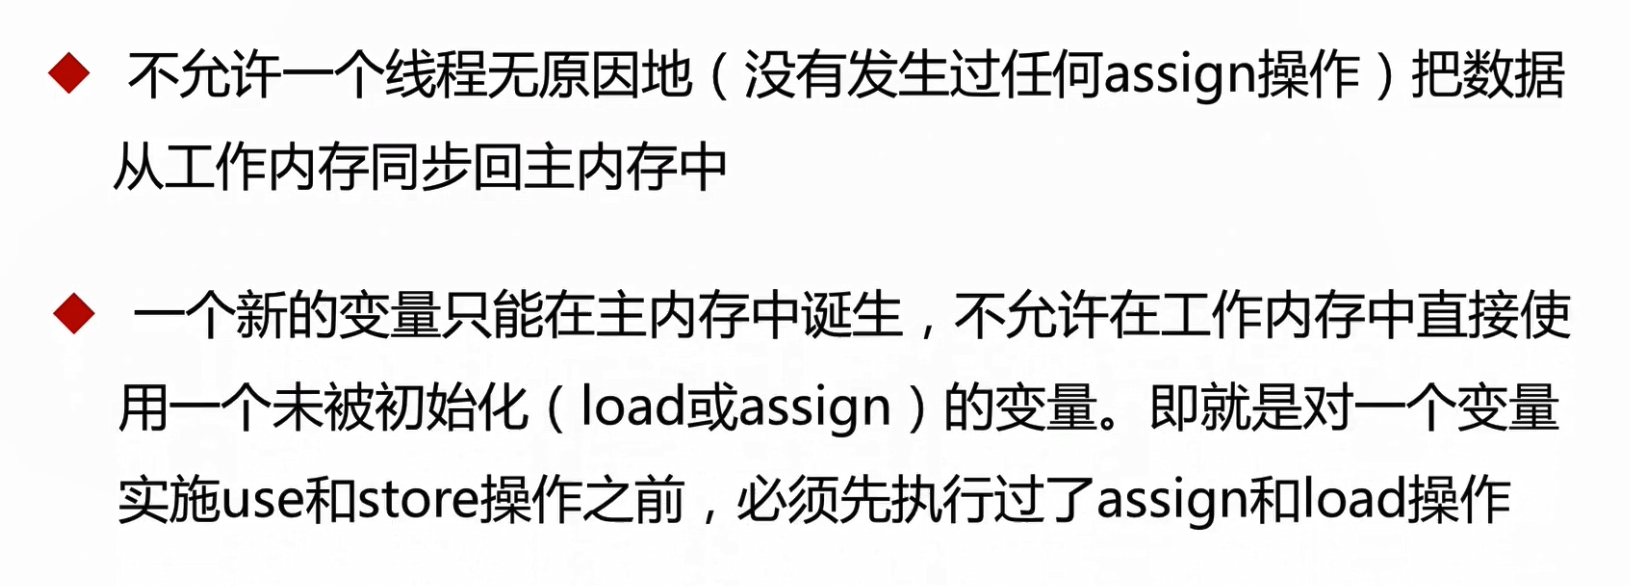 不允许一个线程无原因地（没有发生过任何assign操作）把数据
从工作内存同步回主内存中
一个新的变量只能在主内存中诞生，不允许在工作内存中直接使
用一个未被初始化（load或assign）的变量。即就是对一个变量
实施use和store操作之前，必须先执行过了assign和load操作